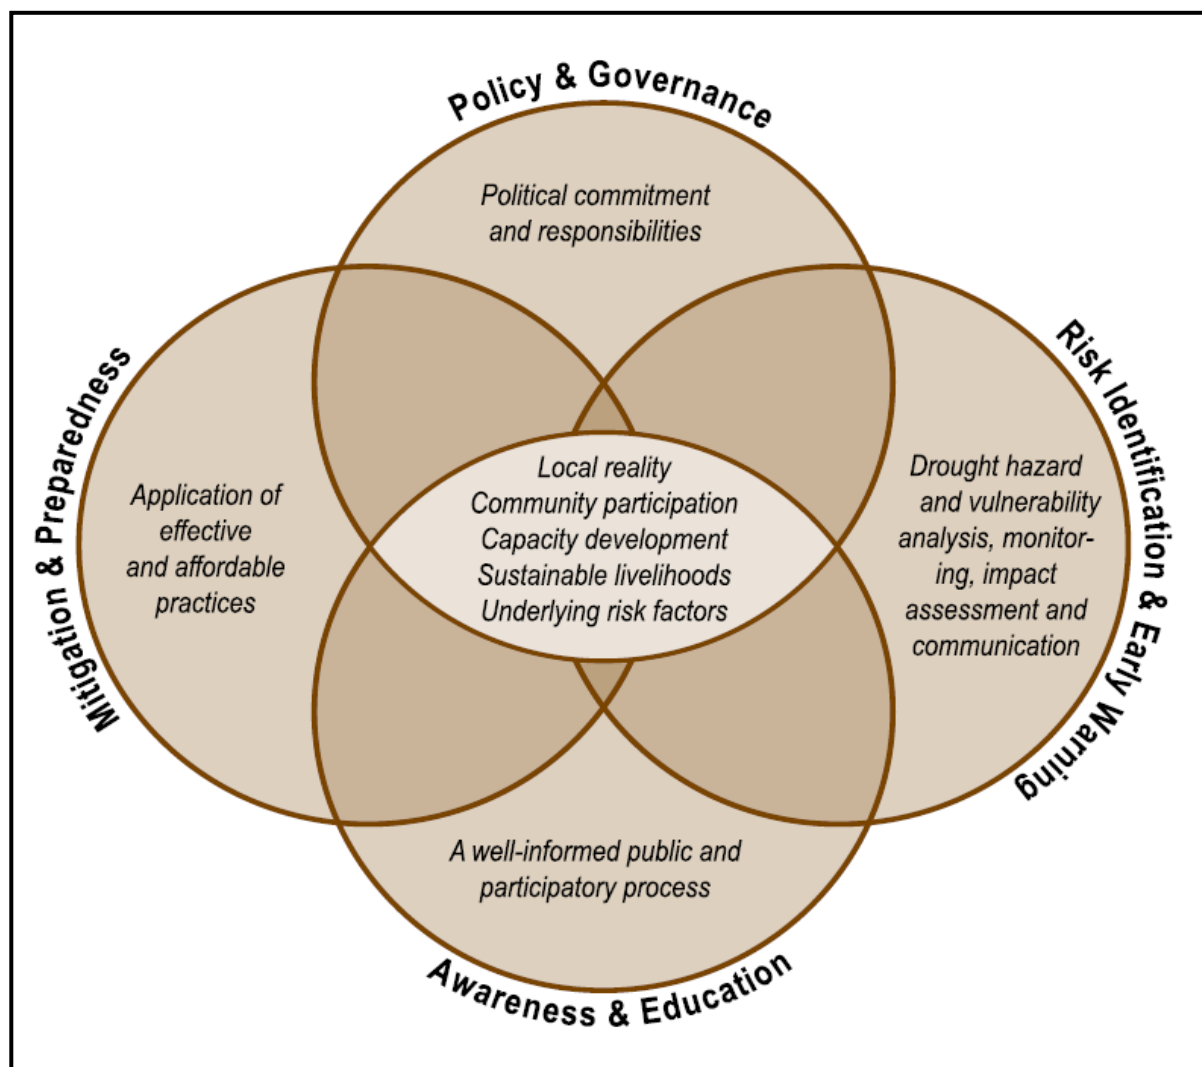 Policy & Governance
Political commitment
and responsibilities
Mitigation & Preparedness
Application of
effective
and affordable
practices
Local reality
Community participation
Capacity development
Sustainable livelihoods
Underlying risk factors
Risk Identification & Early Warning
Drought hazard
and vulnerability
analysis, monitor-
ing, impact
assessment and
communication
A well-informed public and
participatory process
Awareness & Education